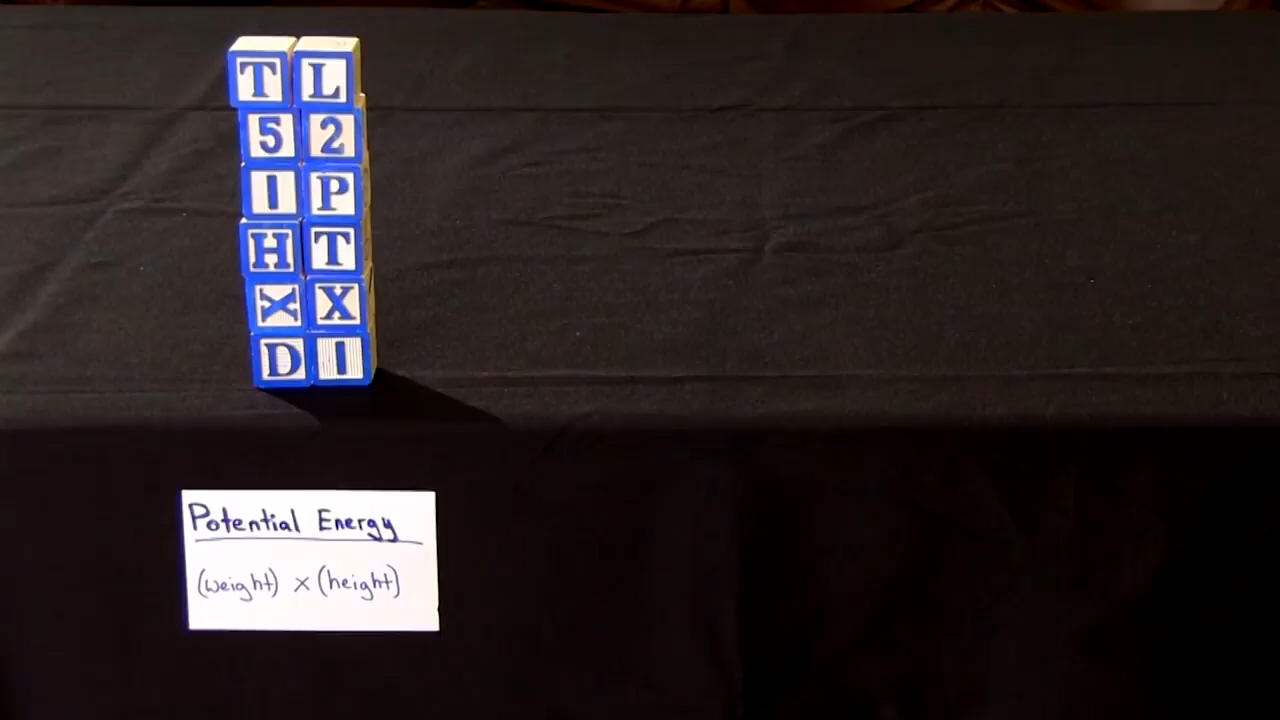 T L
5 2
I P
H T
X X
D I
Potential Energy
(weight) x (height)